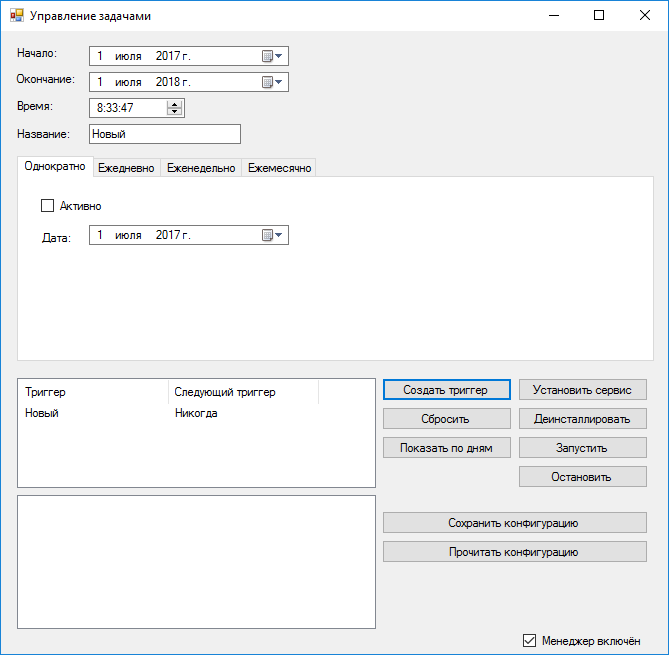 Управление задачами
Начало: 1 июля 2017 г.
Окончание: 1 июля 2018 г.
Время: 8:33:47
Название: Новый
Однократно Ежедневно Еженедельно Ежемесячно
Активно
Дата: 1 июля 2017 г.
Триггер Следующий триггер
Новый Никогда
Создать триггер Установить сервис
Сбросить Деинсталлировать
Показать по дням Запустить
Остановить
Сохранить конфигурацию
Прочитать конфигурацию
Менеджер включён